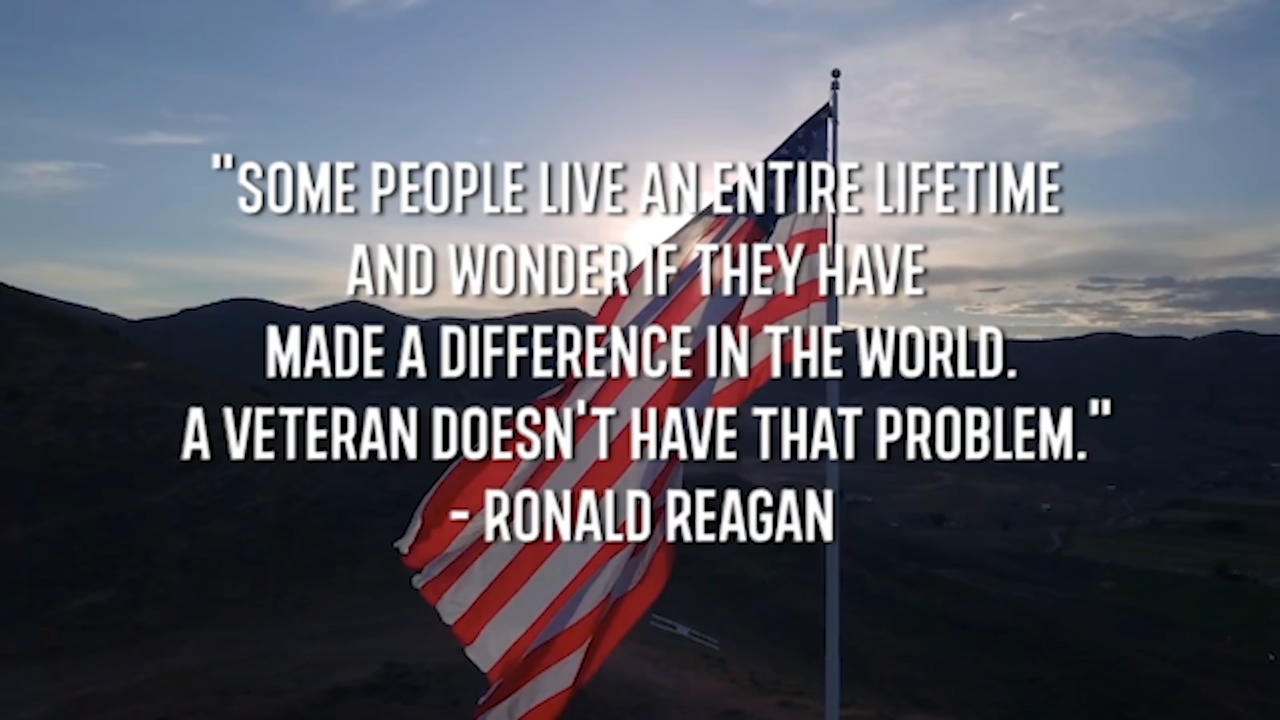 "SOME PEOPLE LIVE AN ENTIRE LIFETIME
AND WONDER IF THEY HAVE
MADE A DIFFERENCE IN THE WORLD.
A VETERAN DOESN'T HAVE THAT PROBLEM."
- RONALD REAGAN